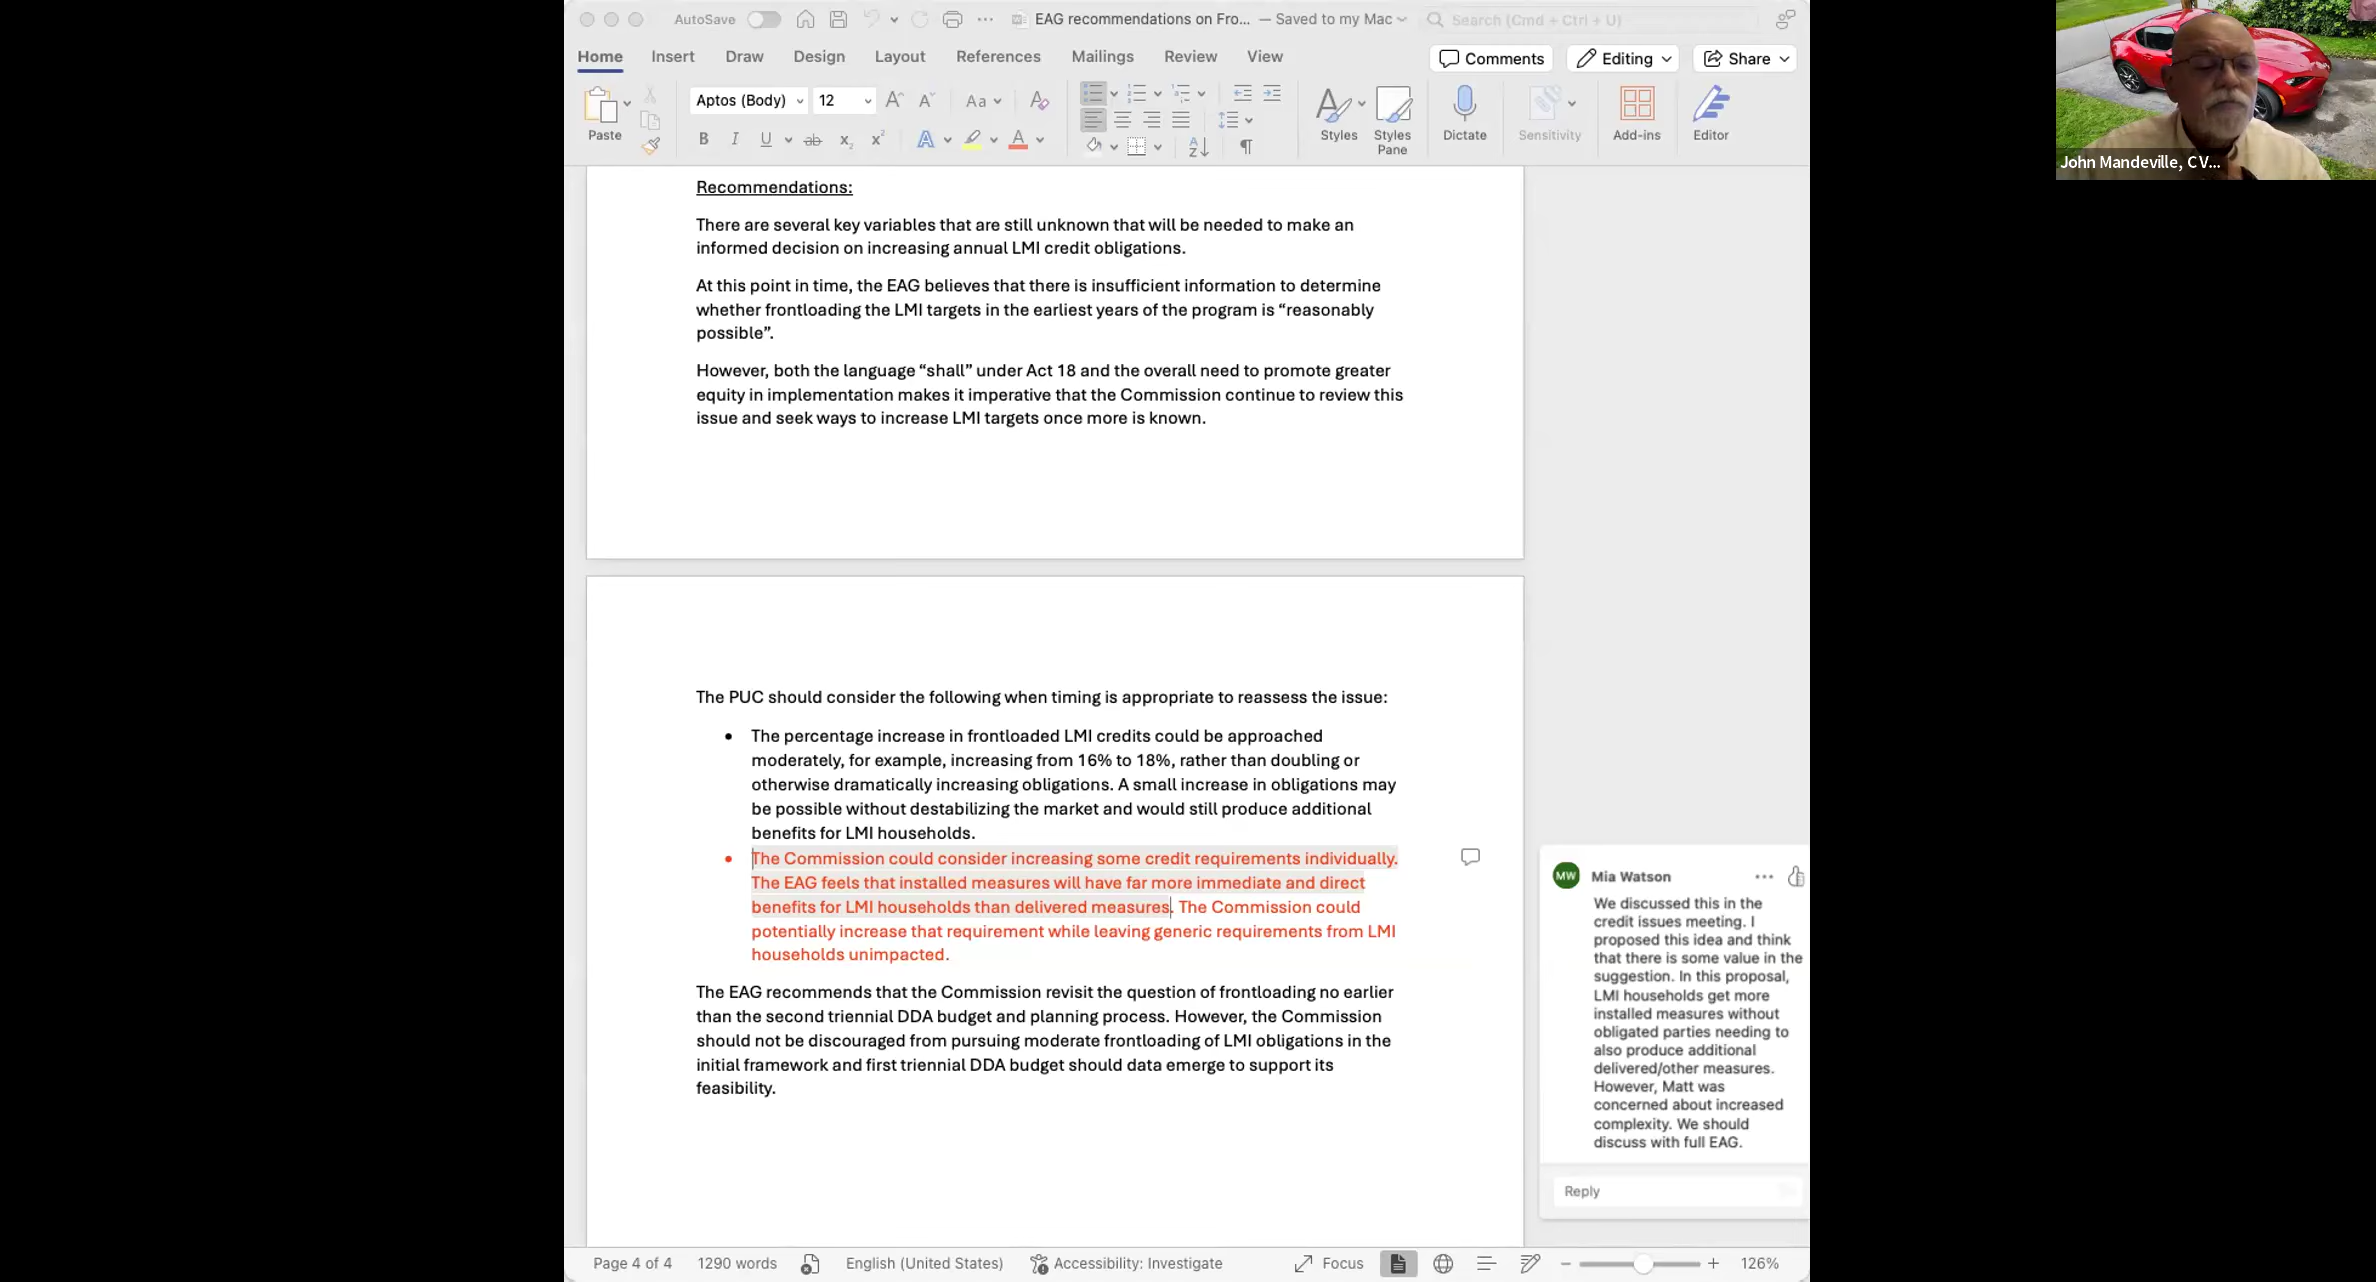 AutoSave
EAG recommendations on Fro... — Saved to my Mac
Search (Cmd + Ctrl + U)
Home Insert Draw Design Layout References Mailings Review View
Comments Editing Share
Paste
Aptos (Body) 12
Aa
B I U ab x₂ x²
A A
Styles
Styles Pane
Dictate
Sensitivity
Add-ins
Editor
John Mandeville, CV...
Recommendations:
There are several key variables that are still unknown that will be needed to make an
informed decision on increasing annual LMI credit obligations.
At this point in time, the EAG believes that there is insufficient information to determine
whether frontloading the LMI targets in the earliest years of the program is “reasonably
possible”.
However, both the language “shall” under Act 18 and the overall need to promote greater
equity in implementation makes it imperative that the Commission continue to review this
issue and seek ways to increase LMI targets once more is known.
The PUC should consider the following when timing is appropriate to reassess the issue:
• The percentage increase in frontloaded LMI credits could be approached
moderately, for example, increasing from 16% to 18%, rather than doubling or
otherwise dramatically increasing obligations. A small increase in obligations may
be possible without destabilizing the market and would still produce additional
benefits for LMI households.
• The Commission could consider increasing some credit requirements individually.
The EAG feels that installed measures will have far more immediate and direct
benefits for LMI households than delivered measures. The Commission could
potentially increase that requirement while leaving generic requirements from LMI
households unimpacted.
The EAG recommends that the Commission revisit the question of frontloading no earlier
than the second triennial DDA budget and planning process. However, the Commission
should not be discouraged from pursuing moderate frontloading of LMI obligations in the
initial framework and first triennial DDA budget should data emerge to support its
feasibility.
MW Mia Watson
We discussed this in the
credit issues meeting. I
proposed this idea and think
that there is some value in the
suggestion. In this proposal,
LMI households get more
installed measures without
obligated parties needing to
also produce additional
delivered/other measures.
However, Matt was
concerned about increased
complexity. We should
discuss with full EAG.
Reply
Page 4 of 4 1290 words English (United States) Accessibility: Investigate Focus 126%